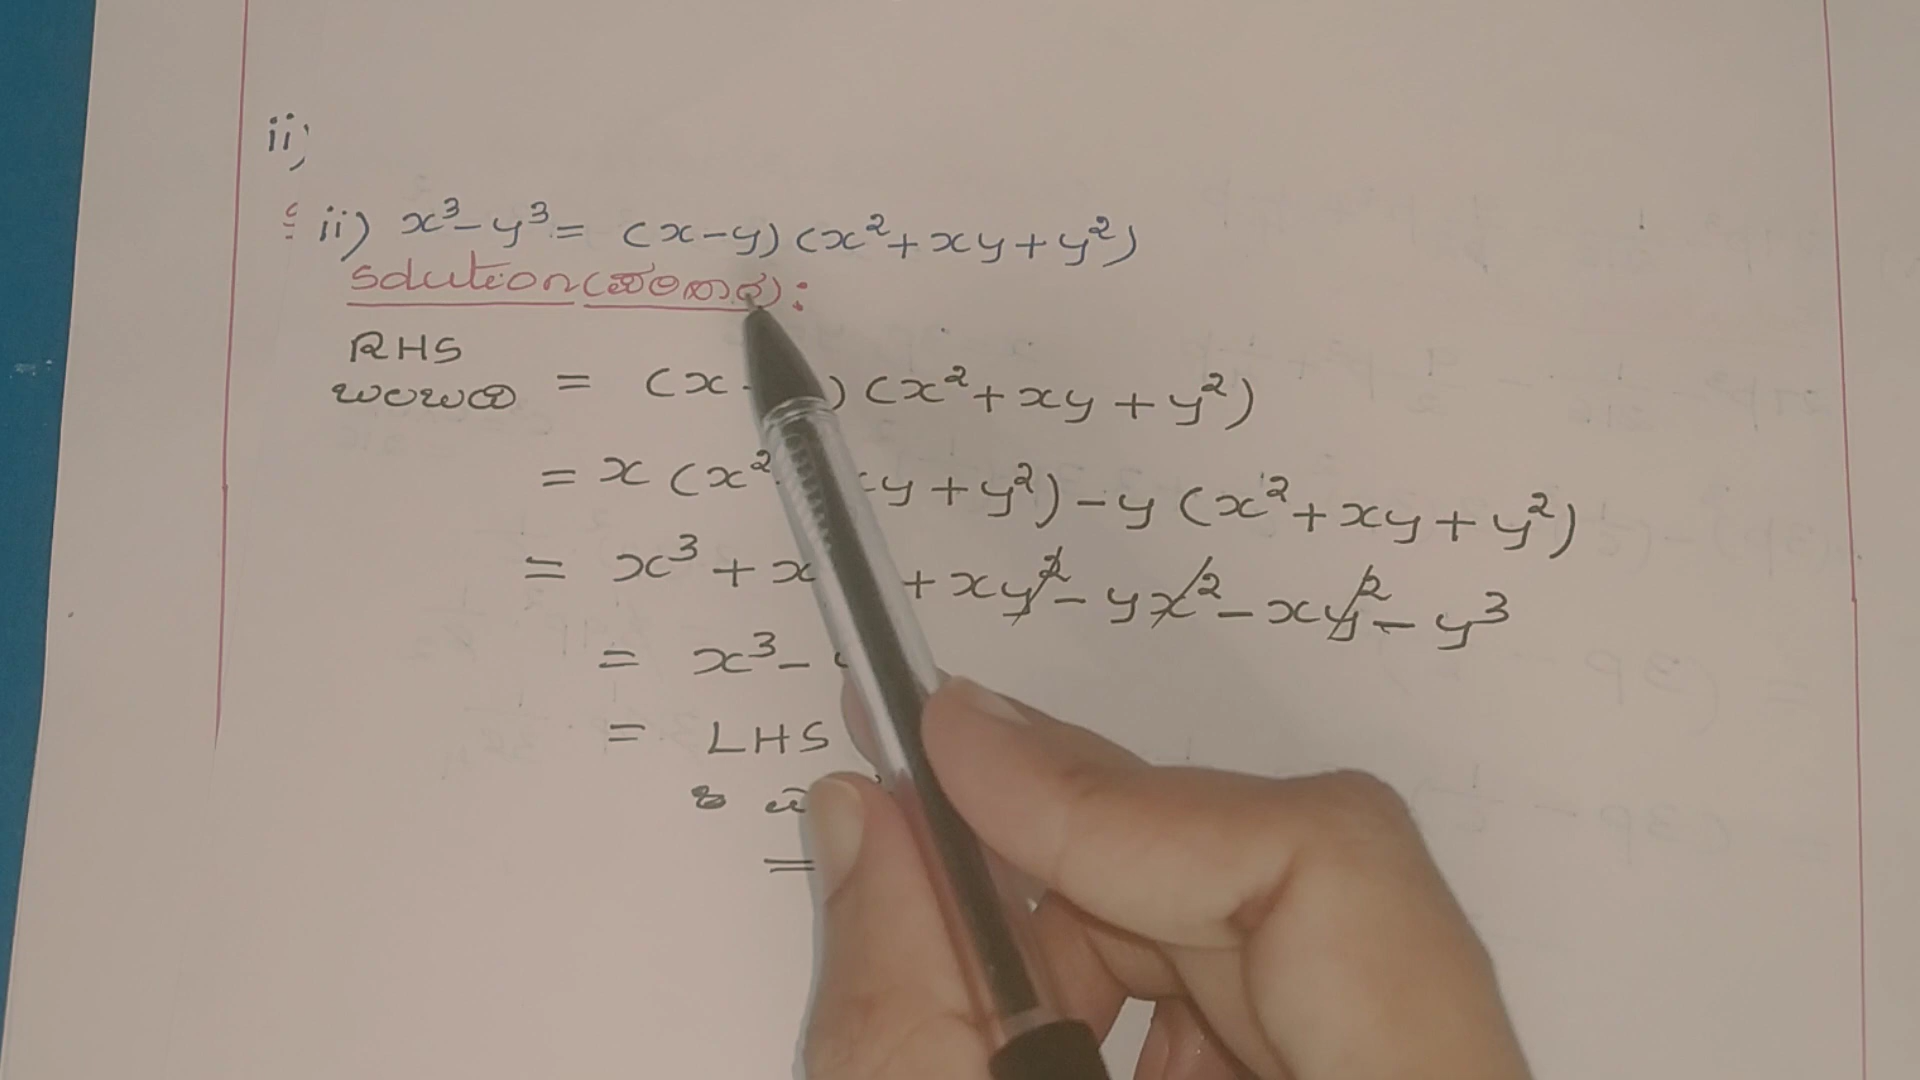 ii)
ii) x³ - y³ = (x-y)(x²+xy+y²)
Solution (ಪರಿಹಾರ):
RHS
ಬಲಬದಿ = (x - ) (x²+xy+y²)
= x (x² y + y²) - y (x² + xy + y²)
= x³ + x + xy² - yx² - xy² - y³
= x³ -
= LHS
=